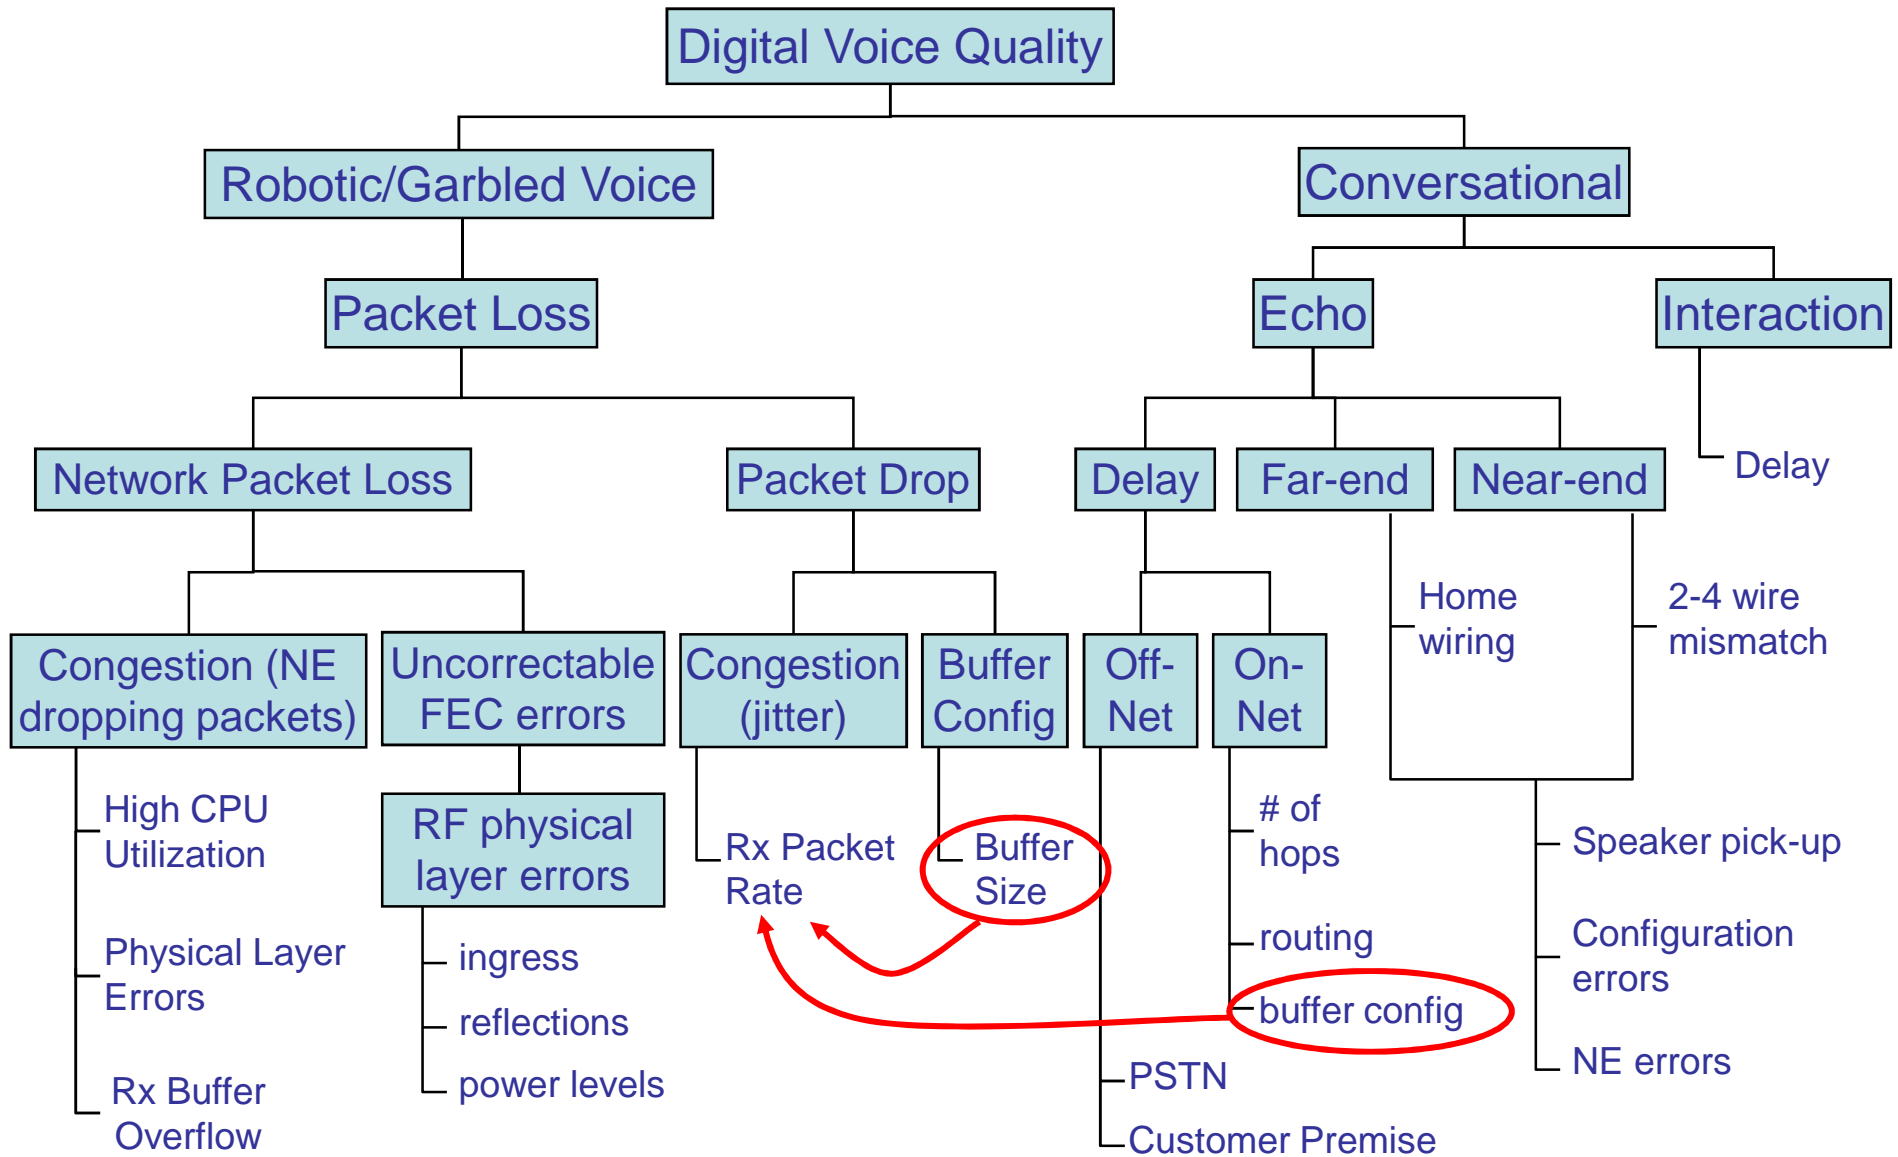 Digital Voice Quality
Robotic/Garbled Voice
Conversational
Packet Loss
Echo
Interaction
Network Packet Loss
Packet Drop
Delay
Far-end
Near-end
Delay
Home
wiring
2-4 wire
mismatch
Congestion (NE
dropping packets)
Uncorrectable
FEC errors
Congestion
(jitter)
Buffer
Config
Off-
Net
On-
Net
High CPU
Utilization
RF physical
layer errors
Rx Packet
Rate
Buffer
Size
# of
hops
Speaker pick-up
Physical Layer
Errors
ingress
routing
Configuration
errors
reflections
buffer config
Rx Buffer
Overflow
power levels
PSTN
NE errors
Customer Premise